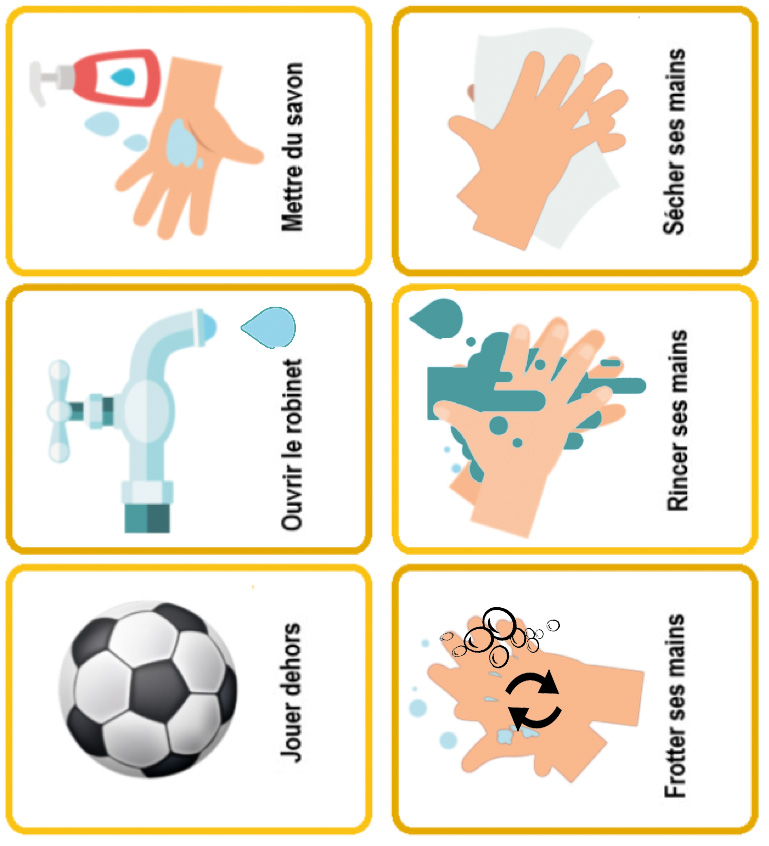 Jouer dehors
Ouvrir le robinet
Mettre du savon
Frotter ses mains
Rincer ses mains
Sécher ses mains